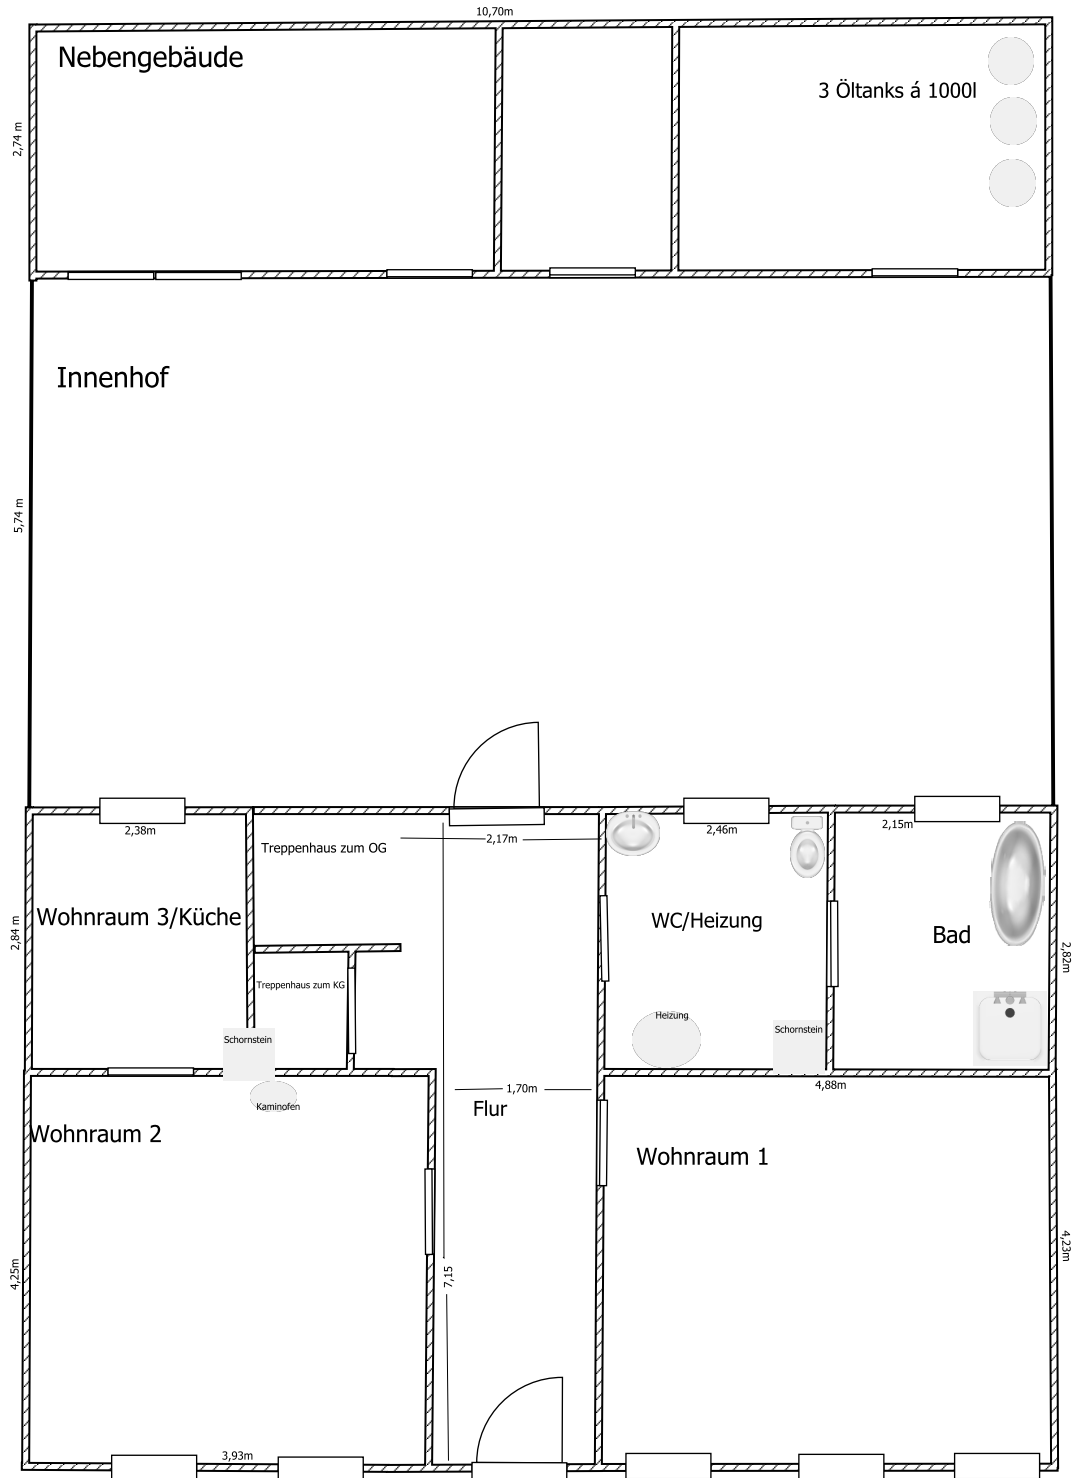 10,70m
Nebengebäude
3 Öltanks á 1000l
2,74 m
Innenhof
5,74 m
2,38m
2,17m
2,46m
2,15m
Treppenhaus zum OG
Wohnraum 3/Küche
WC/Heizung
Bad
2,84 m
2,82m
Treppenhaus zum KG
Heizung
Schornstein
Schornstein
4,88m
1,70m
Kaminofen
Flur
Wohnraum 2
Wohnraum 1
4,23m
4,25m
7,15
3,93m